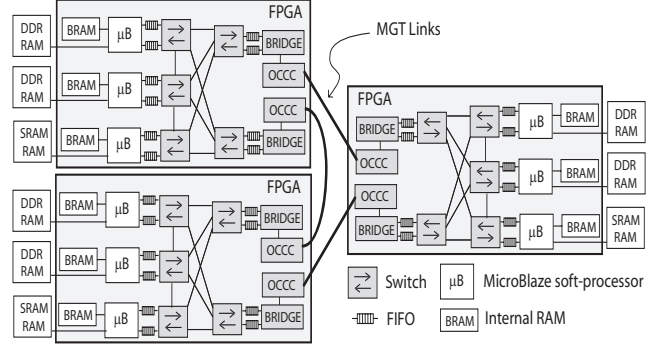 FPGA
MGT Links
DDR
RAM
BRAM
µB
BRIDGE
OCCC
DDR
RAM
BRAM
µB
OCCC
BRIDGE
SRAM
RAM
BRAM
µB
FPGA
DDR
RAM
BRAM
µB
BRIDGE
OCCC
DDR
RAM
BRAM
µB
OCCC
BRIDGE
SRAM
RAM
BRAM
µB
FPGA
BRIDGE
OCCC
µB
BRAM
DDR
RAM
OCCC
BRIDGE
µB
BRAM
DDR
RAM
µB
BRAM
SRAM
RAM
Switch
µB
MicroBlaze soft-processor
FIFO
BRAM
Internal RAM